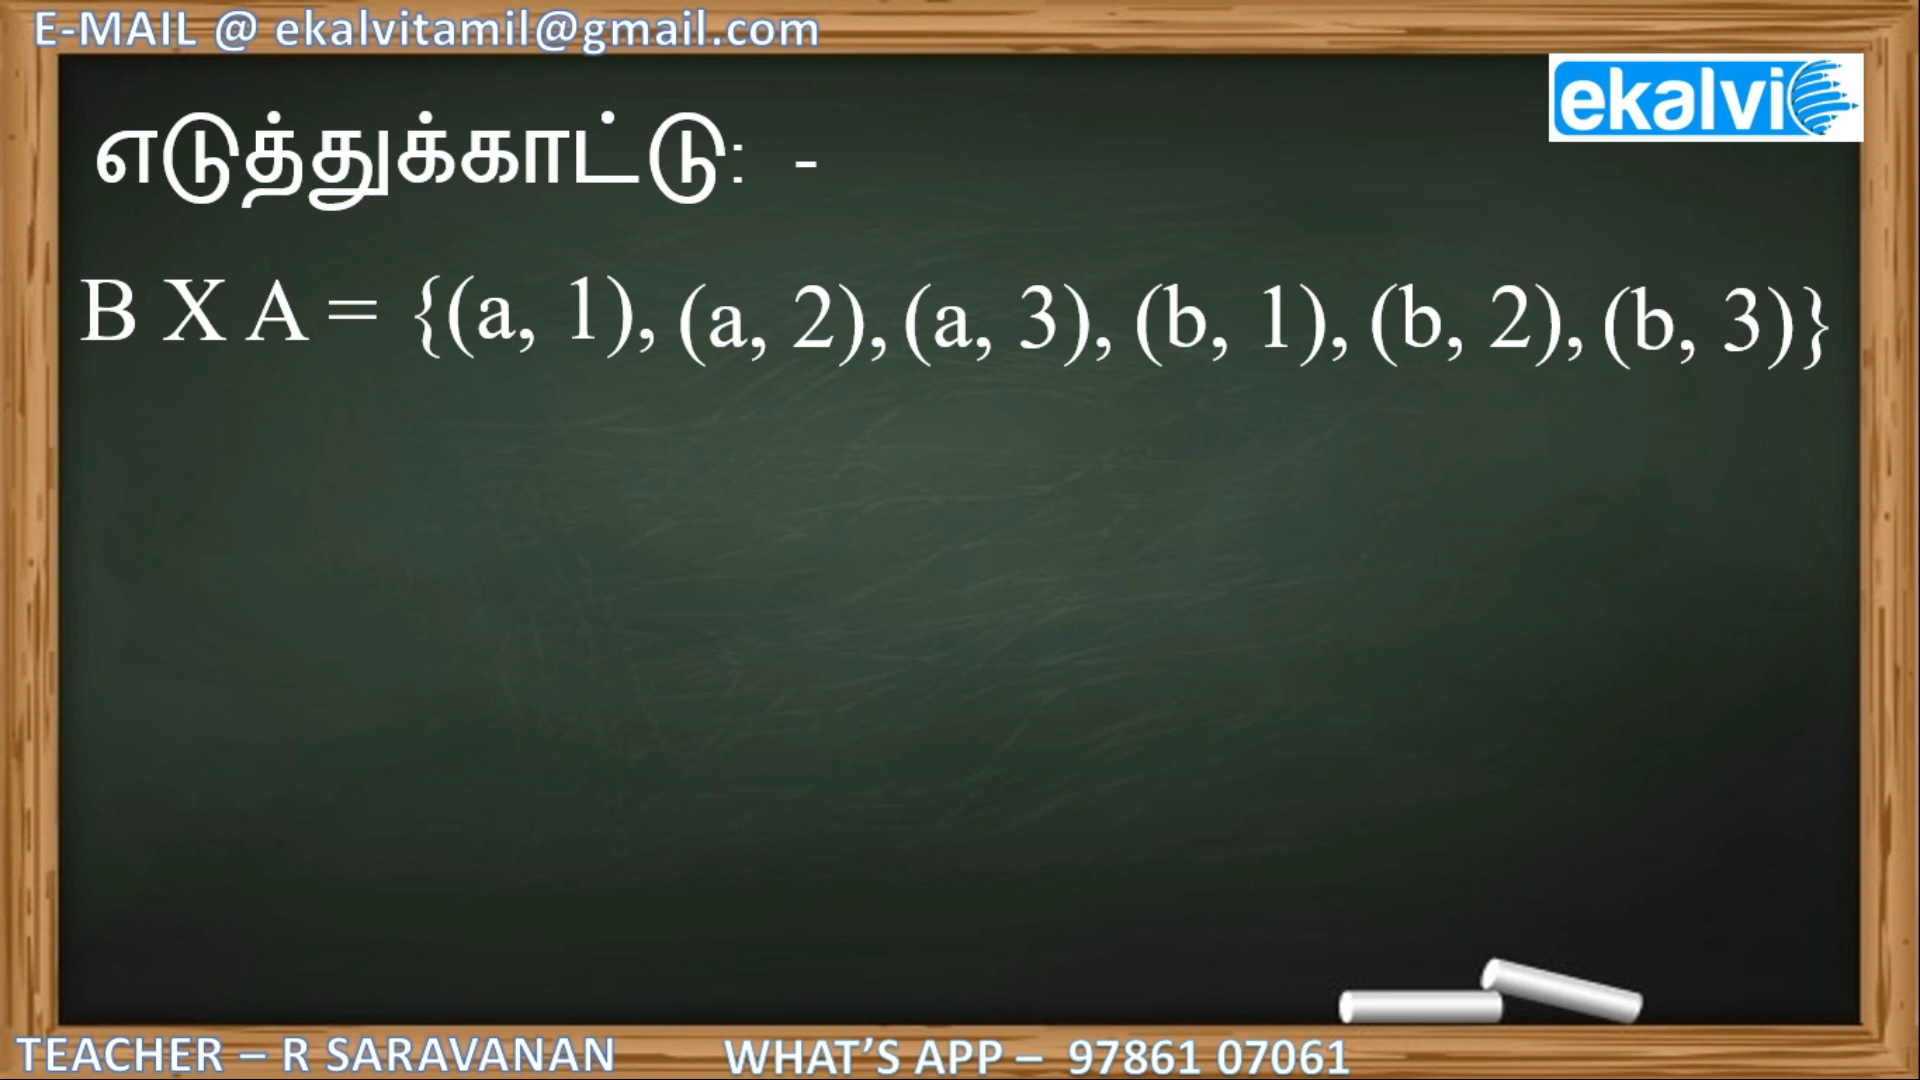 E-MAIL @ ekalvitamil@gmail.com
ekalvi
எடுத்துக்காட்டு: -
B X A = {(a, 1), (a, 2), (a, 3), (b, 1), (b, 2), (b, 3)}
TEACHER – R SARAVANAN WHAT'S APP – 97861 07061